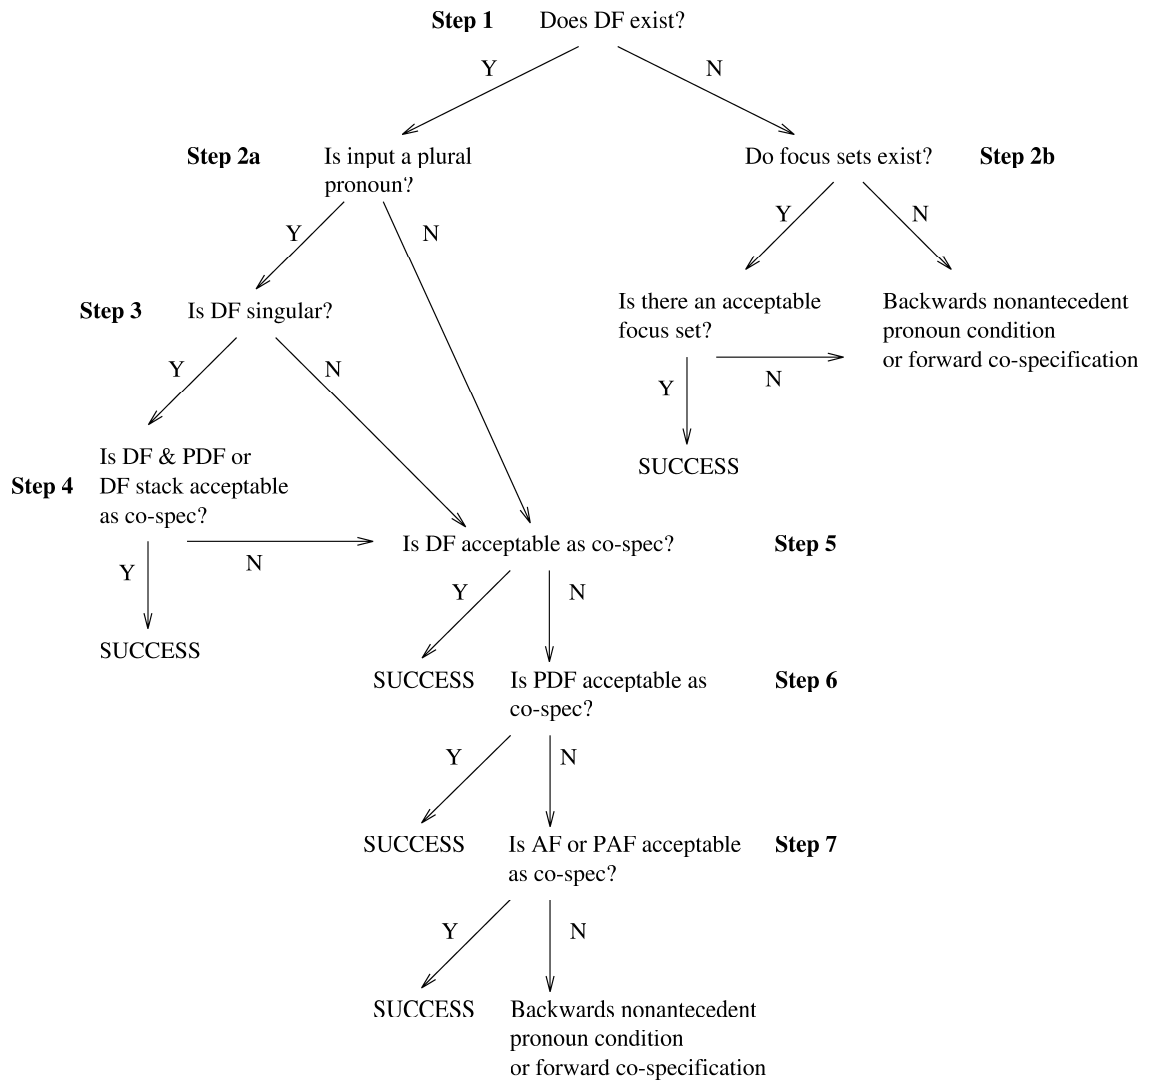 Step 1 Does DF exist?
Y N
Step 2a Is input a plural Do focus sets exist? Step 2b
pronoun?
Y N
Y N
Step 3 Is DF singular?
Is there an acceptable Backwards nonantecedent
focus set? pronoun condition
or forward co-specification
Y N
Y N
Is DF & PDF or
Step 4 DF stack acceptable
as co-spec?
SUCCESS
Y N
Is DF acceptable as co-spec? Step 5
Y N
SUCCESS
SUCCESS Is PDF acceptable as Step 6
co-spec?
Y N
SUCCESS Is AF or PAF acceptable Step 7
as co-spec?
Y N
SUCCESS Backwards nonantecedent
pronoun condition
or forward co-specification